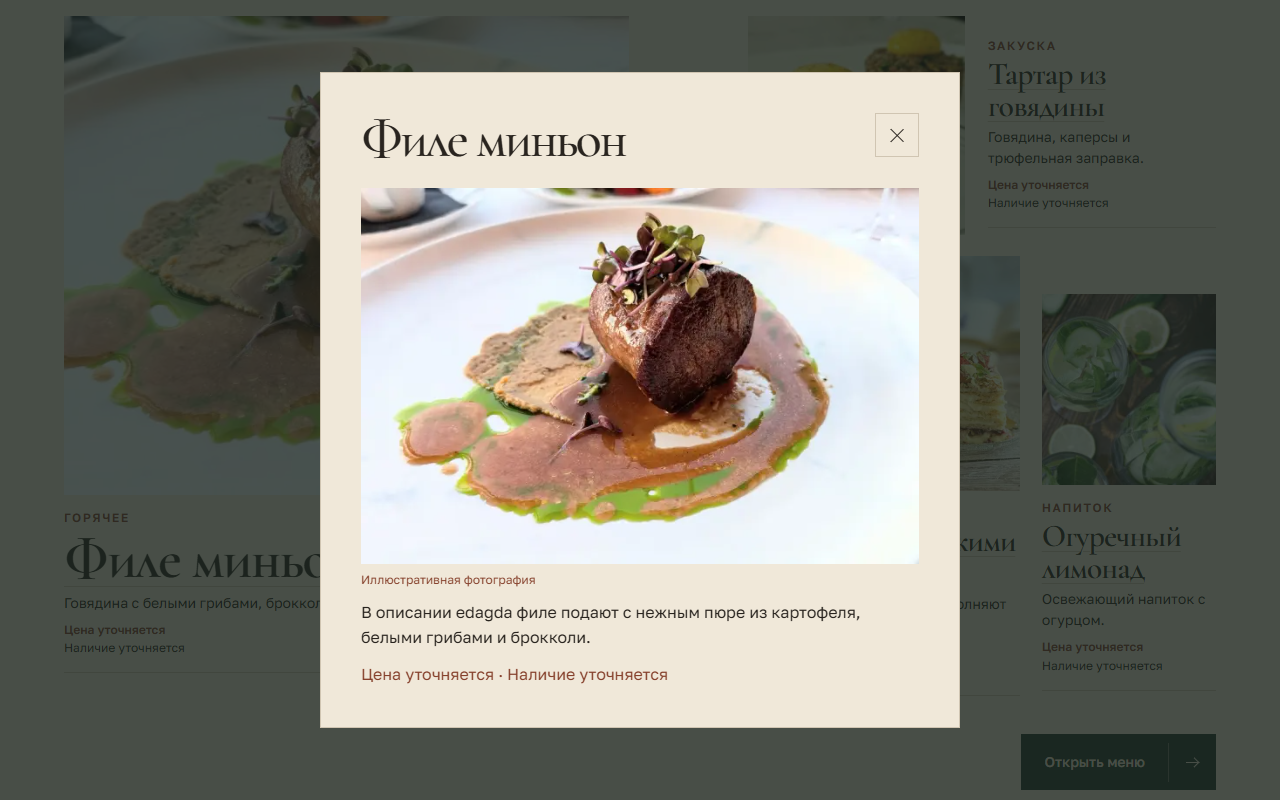 ЗАКУСКА
Тартар из
говядины
Говядина, каперсы и
трюфельная заправка.
Цена уточняется
Наличие уточняется
Филе миньон
Иллюстративная фотография
В описании edagda филе подают с нежным пюре из картофеля,
белыми грибами и брокколи.
Цена уточняется · Наличие уточняется
ГОРЯЧЕЕ
Филе
Говядина с белыми грибами,
Цена уточняется
Наличие уточняется
НАПИТОК
Огуречный
лимонад
Освежающий напиток с
огурцом.
Цена уточняется
Наличие уточняется
Открыть меню